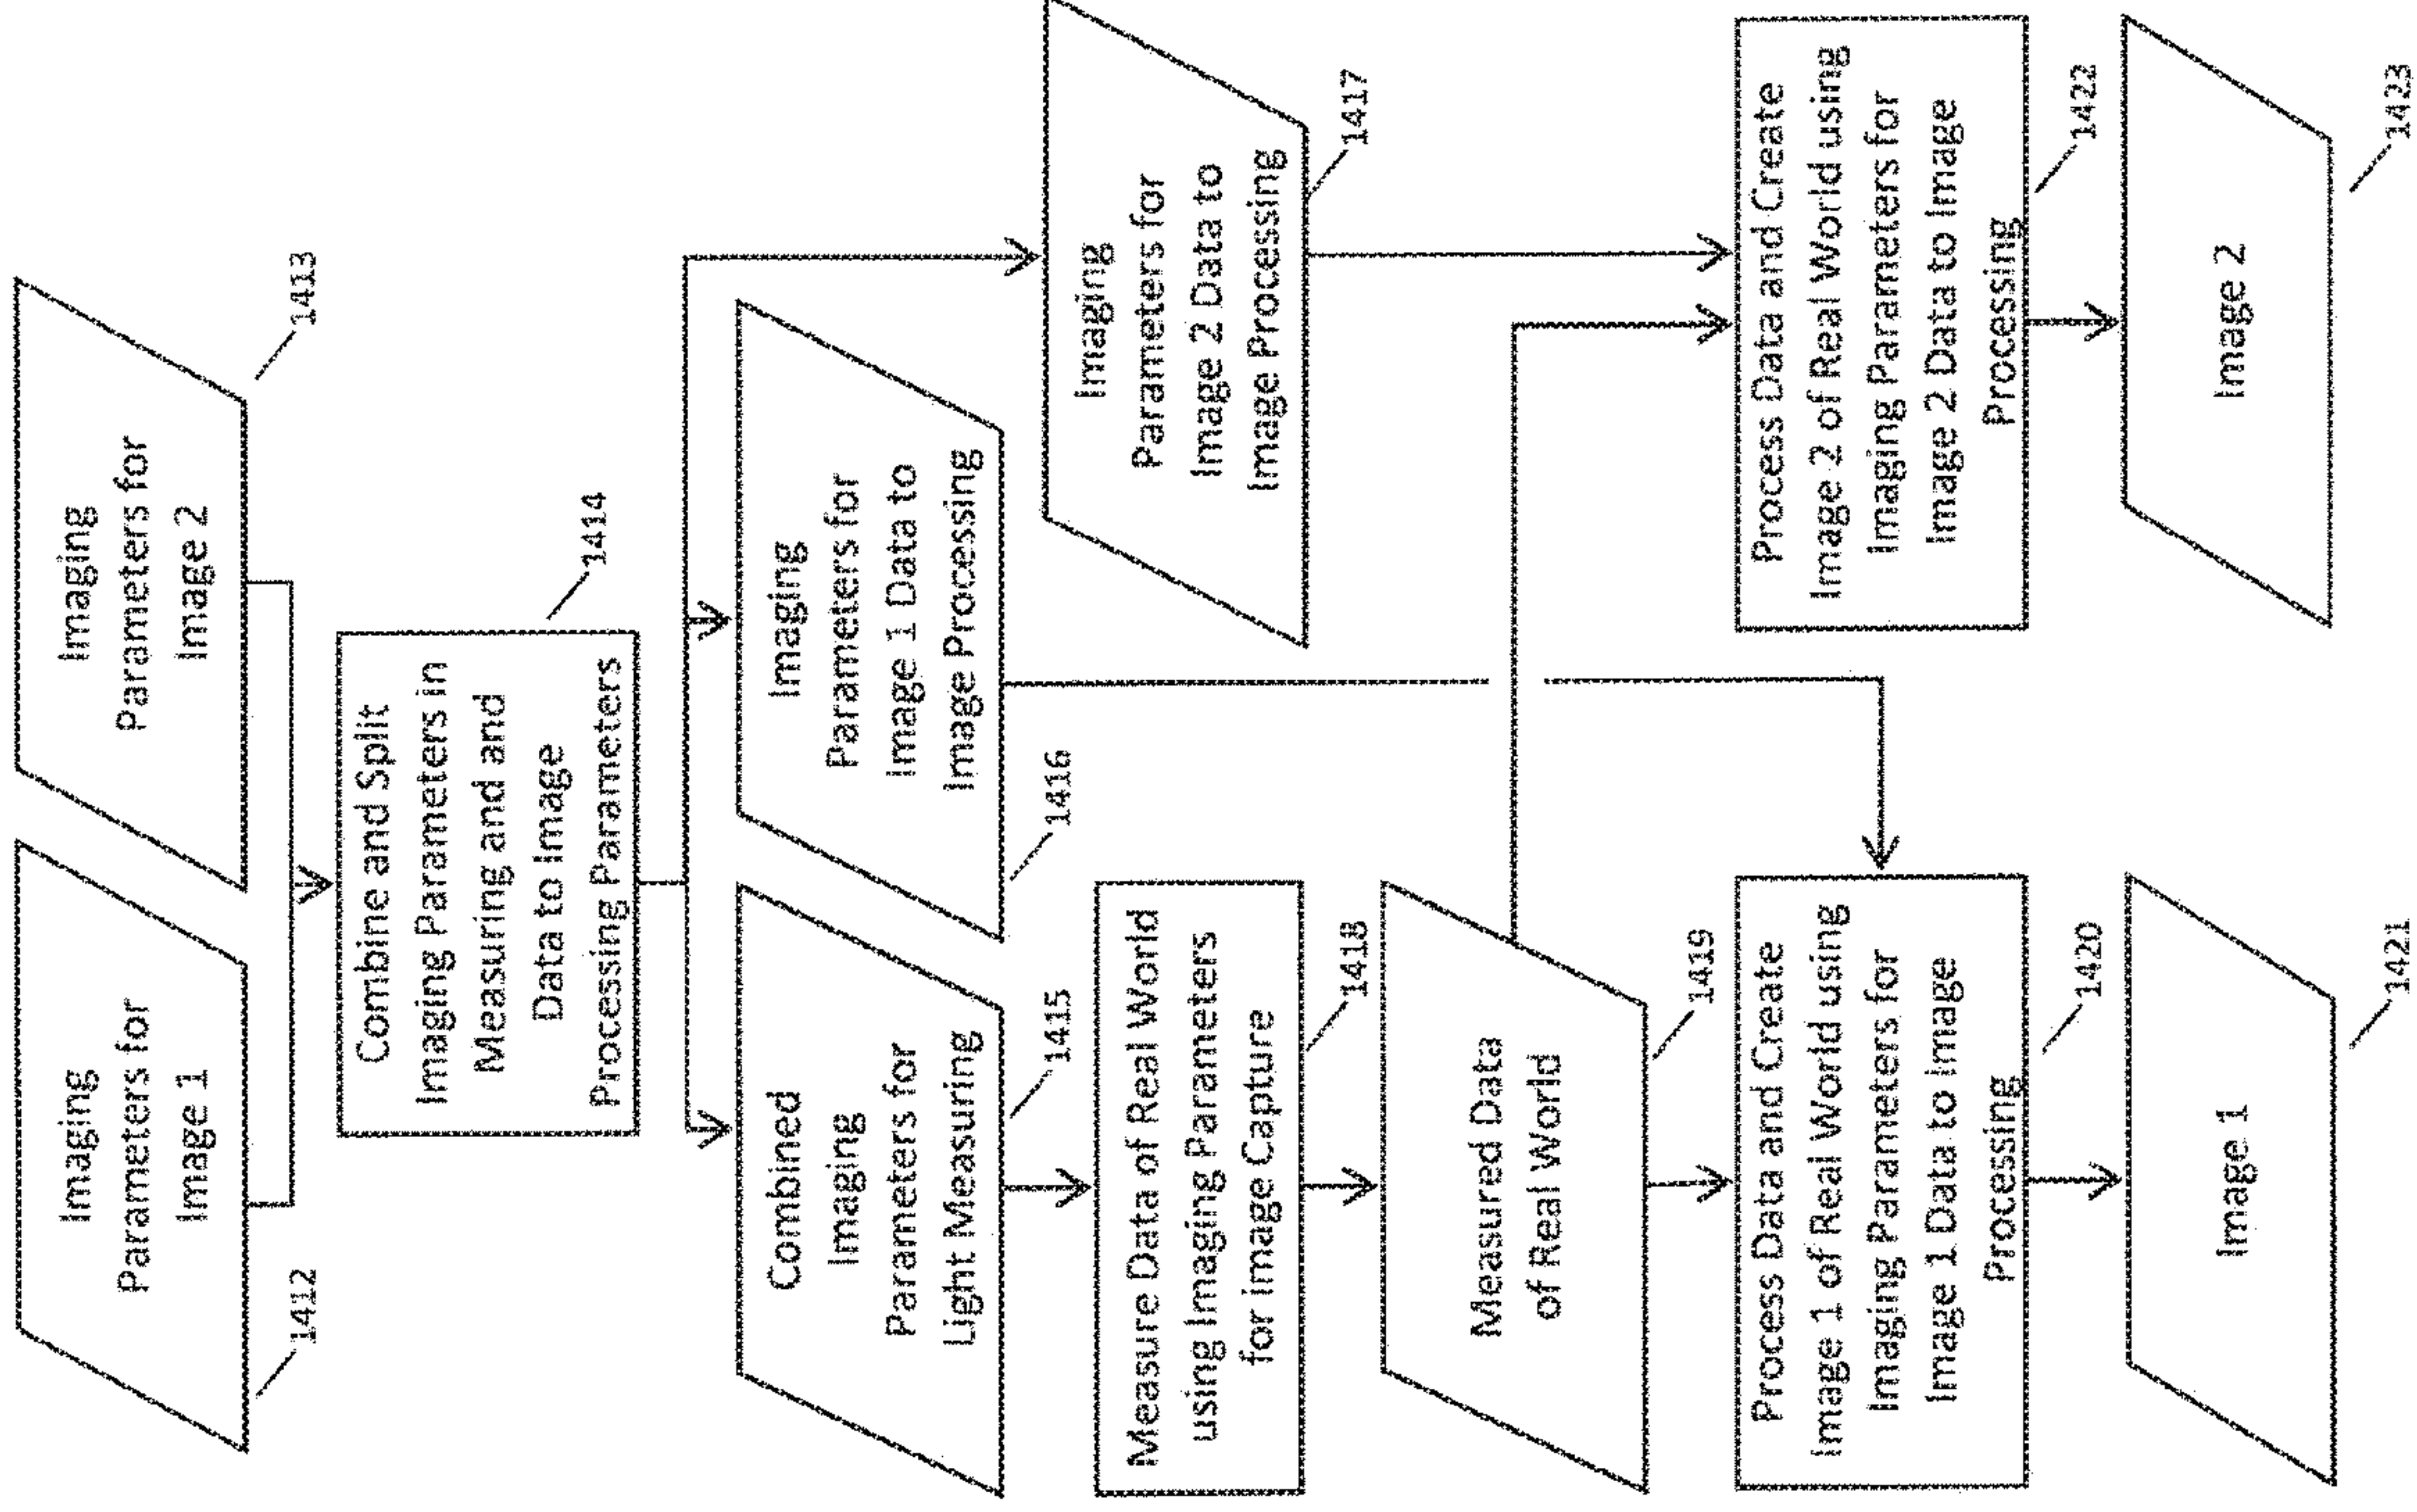 Imaging
Parameters for
Image 1
1412
Imaging
Parameters for
Image 2
1413
Combine and Split
Imaging Parameters in
Measuring and and
Data to Image
Processing Parameters
1414
Combined
Imaging
Parameters for
Light Measuring
1415
Imaging
Parameters for
Image 1 Data to
Image Processing
1416
Imaging
Parameters for
Image 2 Data to
Image Processing
1417
Measure Data of Real World
using Imaging Parameters
for Image Capture
1418
Measured Data
of Real World
1419
Process Data and Create
Image 1 of Real World using
Imaging Parameters for
Image 1 Data to Image
Processing
1420
Process Data and Create
Image 2 of Real World using
Imaging Parameters for
Image 2 Data to Image
Processing
1422
Image 1
1421
Image 2
1423